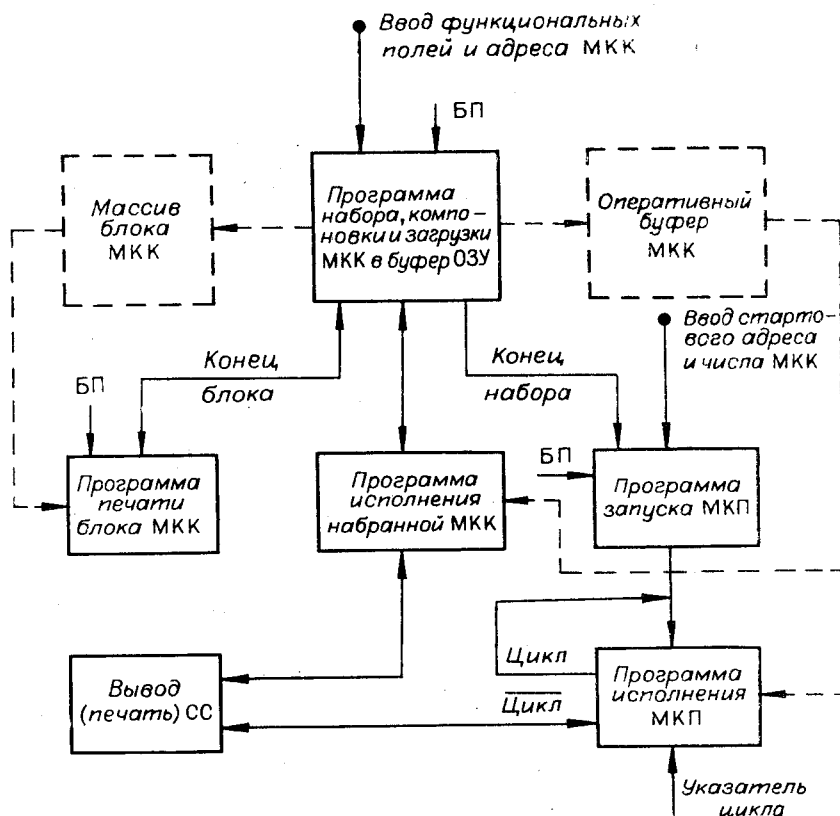 Ввод функциональных
полей и адреса МКК
БП
Массив
блока
МКК
Программа
набора, компо-
новки и загрузки
МКК в буфер ОЗУ
Оперативный
буфер
МКК
Ввод старто-
вого адреса
и числа МКК
Конец
блока
Конец
набора
БП
Программа
печати
блока МКК
Программа
исполнения
набранной МКК
БП
Программа
запуска МКП
Цикл
Вывод
(печать) СС
Цикл
Программа
исполнения
МКП
Указатель
цикла